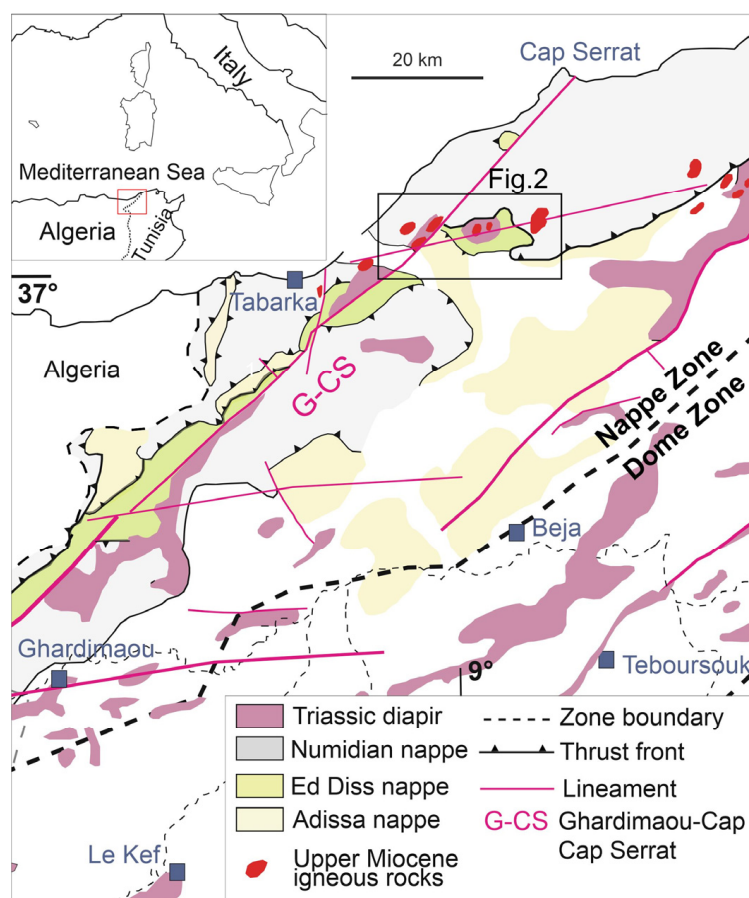 Italy
Mediterranean Sea
Algeria
Tunisia
20 km
Cap Serrat
Fig.2
37°
Tabarka
Algeria
G-CS
Nappe Zone
Dome Zone
Beja
Ghardimaou
9°
Teboursouk
Le Kef
Triassic diapir
Numidian nappe
Ed Diss nappe
Adissa nappe
Upper Miocene
igneous rocks
Zone boundary
Thrust front
Lineament
G-CS Ghardimaou-Cap
Cap Serrat